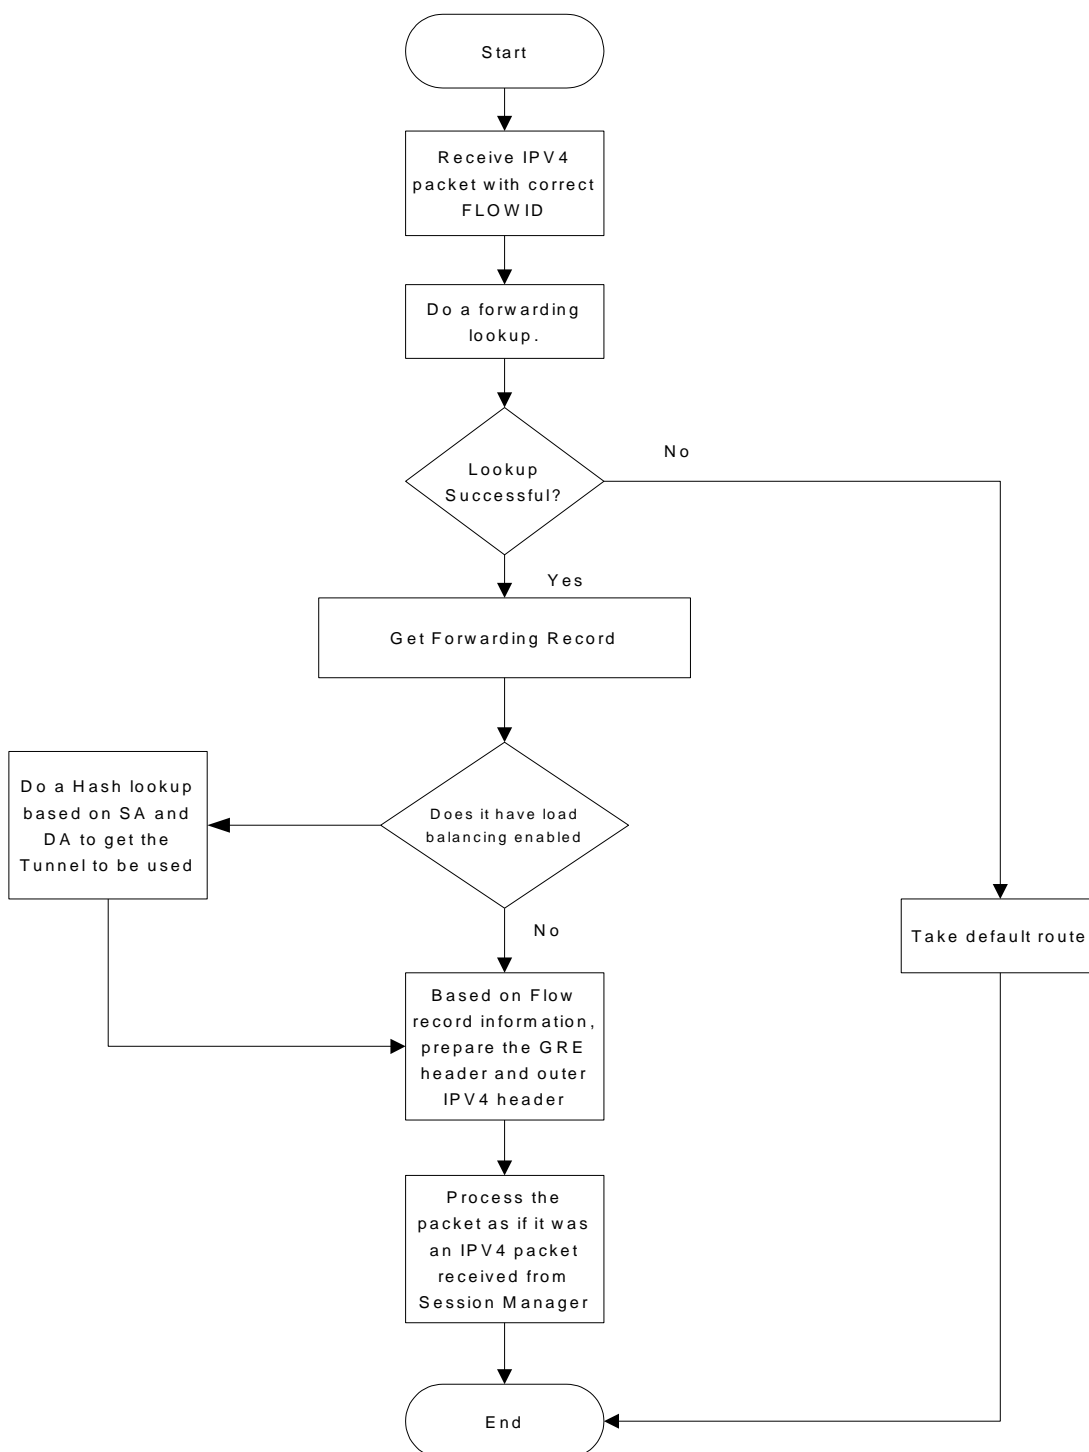 Start
Receive IPV4
packet with correct
FLOWID
Do a forwarding
lookup.
Lookup
Successful?
No
Yes
Get Forwarding Record
Does it have load
balancing enabled
Do a Hash lookup
based on SA and
DA to get the
Tunnel to be used
No
Take default route
Based on Flow
record information,
prepare the GRE
header and outer
IPV4 header
Process the
packet as if it was
an IPV4 packet
received from
Session Manager
End